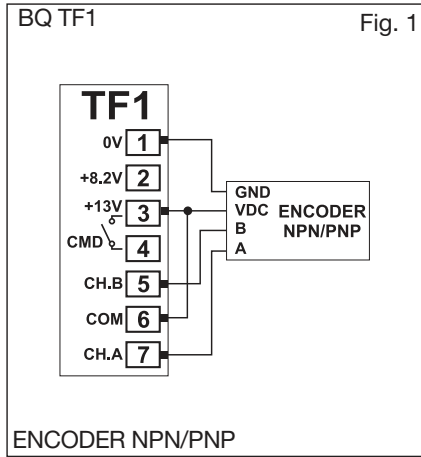 BQ TF1
Fig. 1
TF1
0V 1
+8.2V 2
+13V 3
CMD 4
CH.B 5
COM 6
CH.A 7
GND
VDC ENCODER
B NPN/PNP
A
ENCODER NPN/PNP